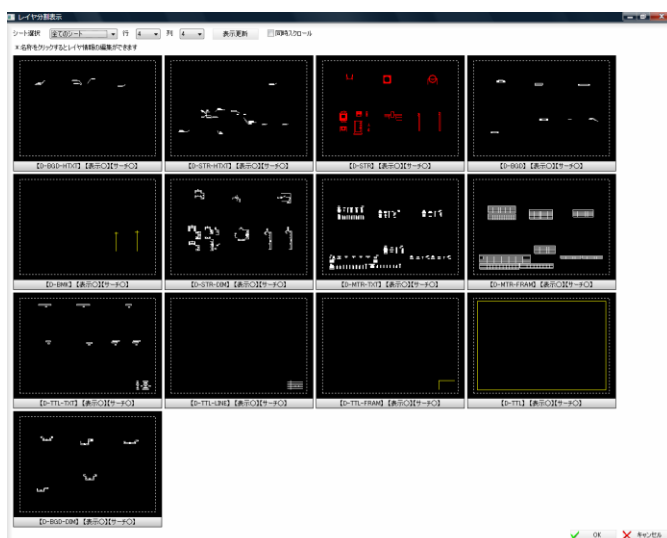 レイヤ分割表示
シート選択 全てのシート 行 4 列 4 表示更新 同時スクロール
※名称をクリックするとレイヤ情報の編集ができます
【D-BGD-HTXT】【表示○】【サーチ○】 【D-STR-HTXT】【表示○】【サーチ○】 【D-STR】【表示○】【サーチ○】 【D-BGD】【表示○】【サーチ○】
【D-BMK】【表示○】【サーチ○】 【D-STR-DIM】【表示○】【サーチ○】 【D-MTR-TXT】【表示○】【サーチ○】 【D-MTR-FRAM】【表示○】【サーチ○】
【D-TTL-TXT】【表示○】【サーチ○】 【D-TTL-LINE】【表示○】【サーチ○】 【D-TTL-FRAM】【表示○】【サーチ○】 【D-TTL】【表示○】【サーチ○】
【D-BGD-DIM】【表示○】【サーチ○】
OK キャンセル